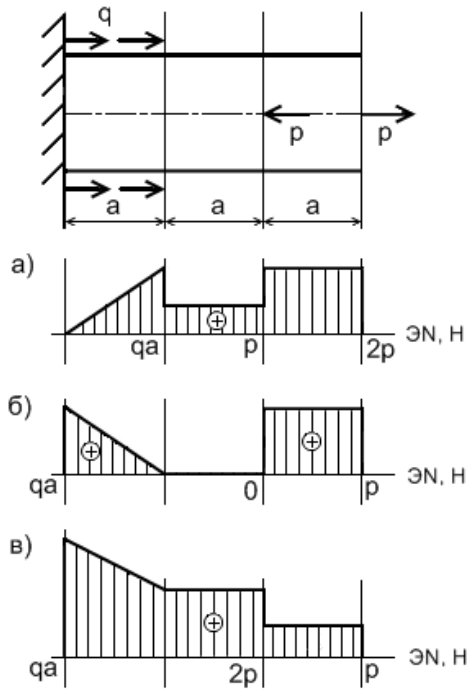 q
p p
a a a
а)
qa p 2p ЭN, Н
б)
qa 0 p ЭN, Н
в)
qa 2p p ЭN, Н